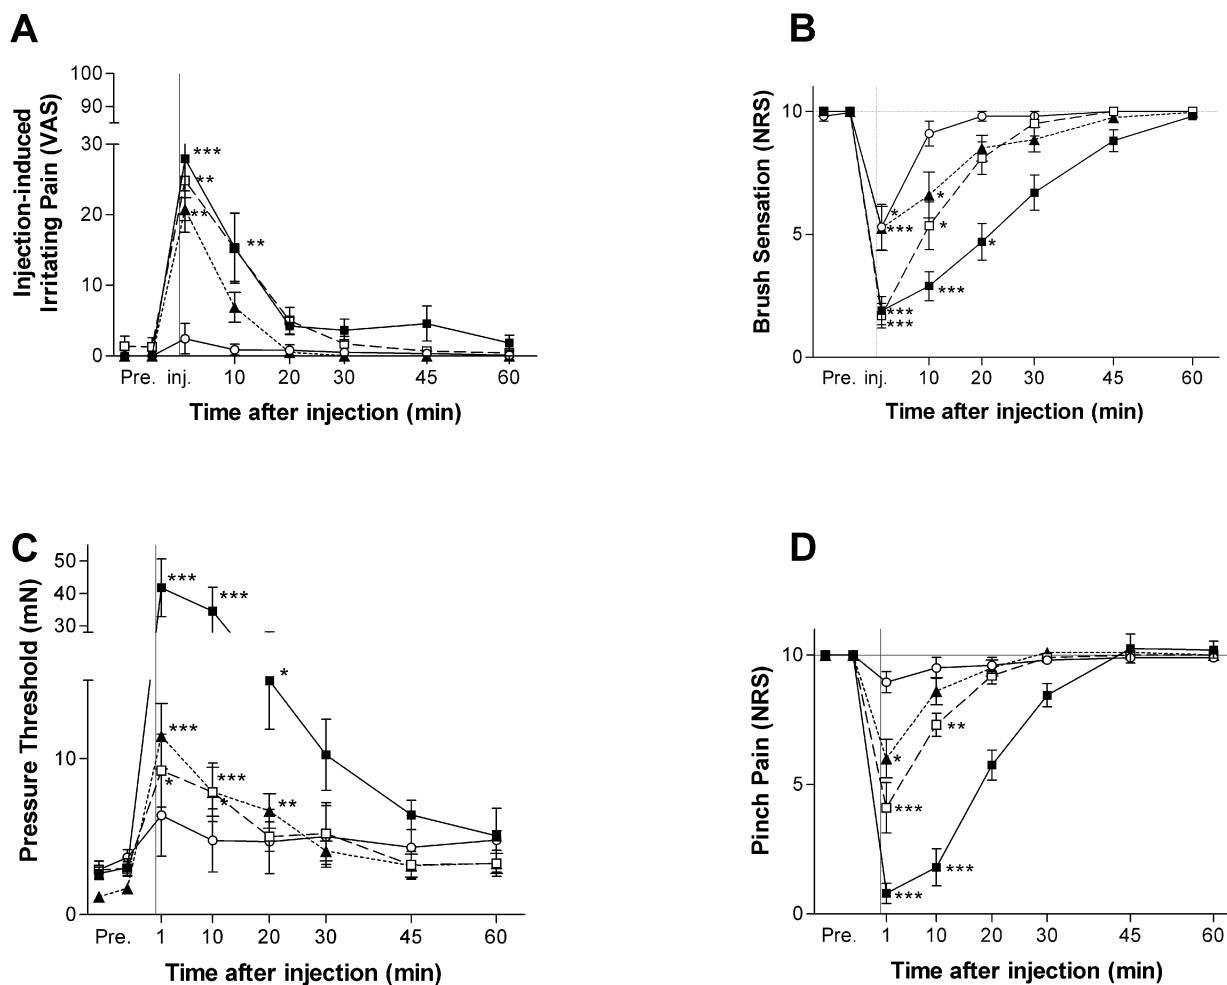 A
Injection-induced
Irritating Pain (VAS)
100
90
30
20
10
0
***
**
**
**
Pre. inj. 10 20 30 45 60
Time after injection (min)
B
Brush Sensation (NRS)
10
5
0
*
***
*
*
*
***
***
***
Pre. inj. 10 20 30 45 60
Time after injection (min)
C
Pressure Threshold (mN)
50
40
30
10
0
***
***
*
***
*
***
*
**
Pre. 1 10 20 30 45 60
Time after injection (min)
D
Pinch Pain (NRS)
10
5
0
*
**
***
***
***
Pre. 1 10 20 30 45 60
Time after injection (min)